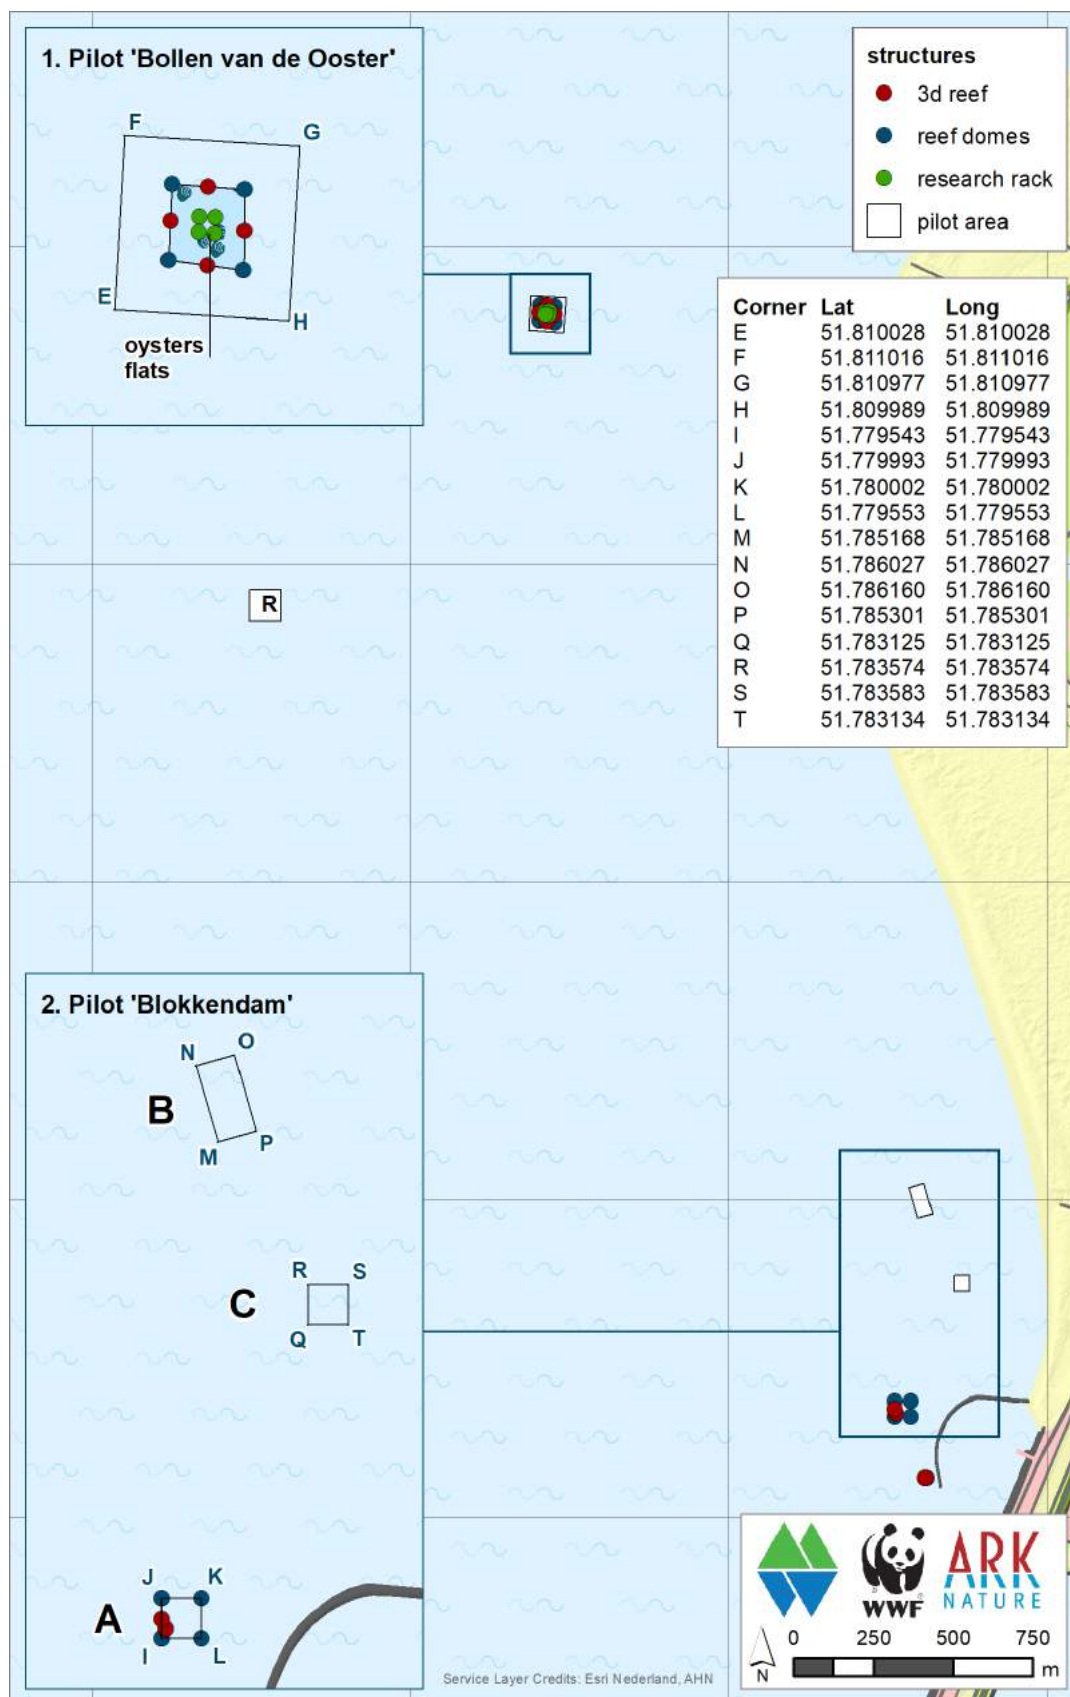 1. Pilot 'Bollen van de Ooster'
F
G
E
H
oysters
flats
structures
3d reef
reef domes
research rack
pilot area
Corner Lat Long
E 51.810028 51.810028
F 51.811016 51.811016
G 51.810977 51.810977
H 51.809989 51.809989
I 51.779543 51.779543
J 51.779993 51.779993
K 51.780002 51.780002
L 51.779553 51.779553
M 51.785168 51.785168
N 51.786027 51.786027
O 51.786160 51.786160
P 51.785301 51.785301
Q 51.783125 51.783125
R 51.783574 51.783574
S 51.783583 51.783583
T 51.783134 51.783134
R
2. Pilot 'Blokkendam'
N O
B
M P
R S
C
Q T
J K
A
I L
Service Layer Credits: Esri Nederland, AHN
WWF
ARK
NATURE
N
0 250 500 750
m